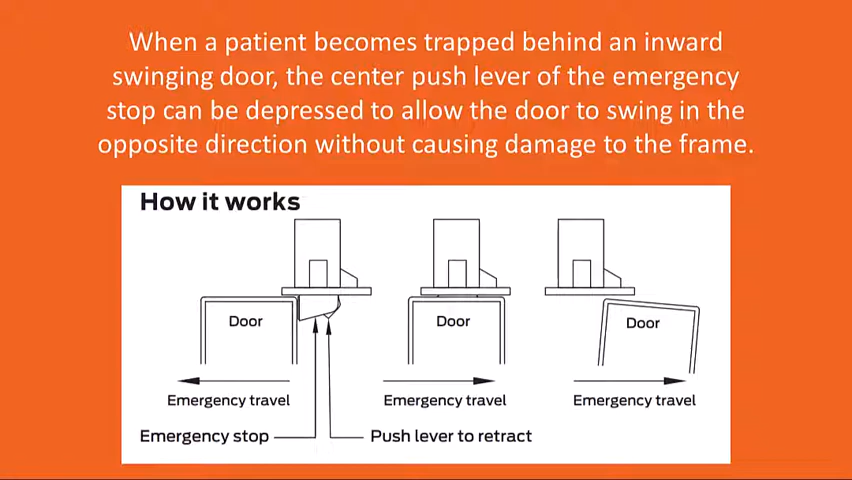 When a patient becomes trapped behind an inward
swinging door, the center push lever of the emergency
stop can be depressed to allow the door to swing in the
opposite direction without causing damage to the frame.
How it works
Door
Door
Door
Emergency travel
Emergency travel
Emergency travel
Emergency stop
Push lever to retract